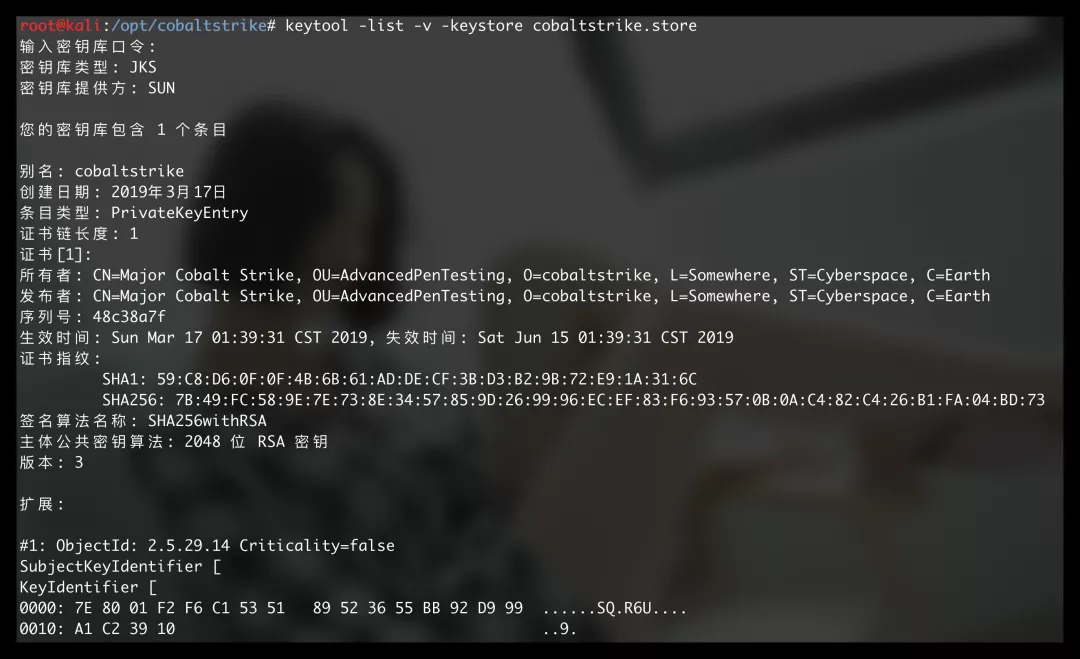 root@kali:/opt/cobaltstrike# keytool -list -v -keystore cobaltstrike.store
输入密钥库口令:
密钥库类型: JKS
密钥库提供方: SUN
您的密钥库包含 1 个条目
别名: cobaltstrike
创建日期: 2019年3月17日
条目类型: PrivateKeyEntry
证书链长度: 1
证书[1]:
所有者: CN=Major Cobalt Strike, OU=AdvancedPenTesting, O=cobaltstrike, L=Somewhere, ST=Cyberspace, C=Earth
发布者: CN=Major Cobalt Strike, OU=AdvancedPenTesting, O=cobaltstrike, L=Somewhere, ST=Cyberspace, C=Earth
序列号: 48c38a7f
生效时间: Sun Mar 17 01:39:31 CST 2019, 失效时间: Sat Jun 15 01:39:31 CST 2019
证书指纹:
SHA1: 59:C8:D6:0F:0F:4B:6B:61:AD:DE:CF:3B:D3:B2:9B:72:E9:1A:31:6C
SHA256: 7B:49:FC:58:9E:7E:73:8E:34:57:85:9D:26:99:96:EC:EF:83:F6:93:57:0B:0A:C4:82:C4:26:B1:FA:04:BD:73
签名算法名称: SHA256withRSA
主体公共密钥算法: 2048 位 RSA 密钥
版本: 3
扩展:
#1: ObjectId: 2.5.29.14 Criticality=false
SubjectKeyIdentifier [
KeyIdentifier [
0000: 7E 80 01 F2 F6 C1 53 51   89 52 36 55 BB 92 D9 99  ......SQ.R6U....
0010: A1 C2 39 10                                        ..9.